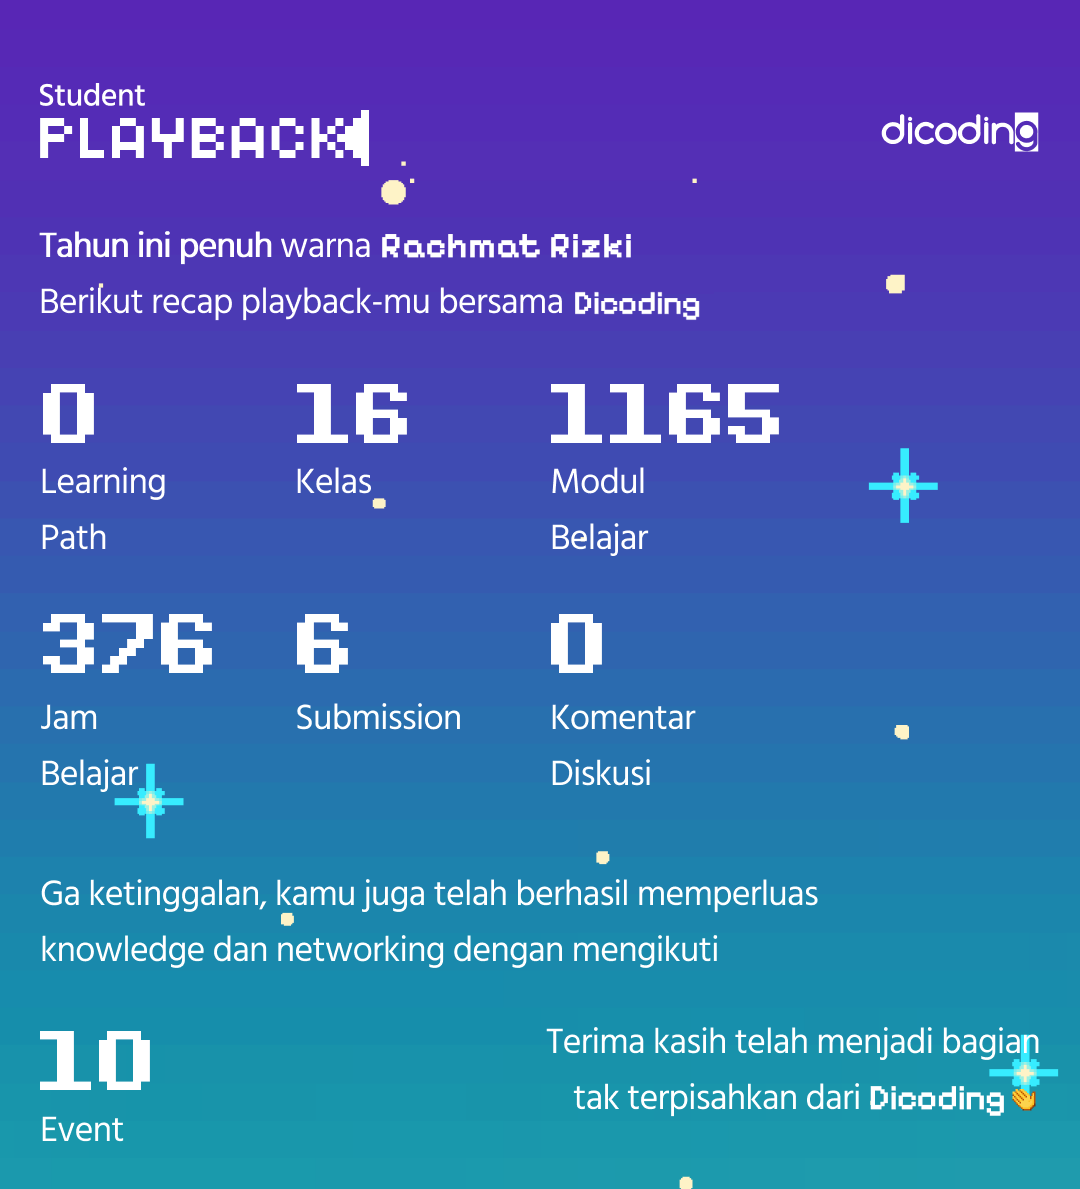 Student
PLAYBACK
dicoding
Tahun ini penuh warna Rachmat Rizki
Berikut recap playback-mu bersama Dicoding
0
Learning
Path
16
Kelas
1165
Modul
Belajar
376
Jam
Belajar
6
Submission
0
Komentar
Diskusi
Ga ketinggalan, kamu juga telah berhasil memperluas
knowledge dan networking dengan mengikuti
10
Event
Terima kasih telah menjadi bagian
tak terpisahkan dari Dicoding 👏